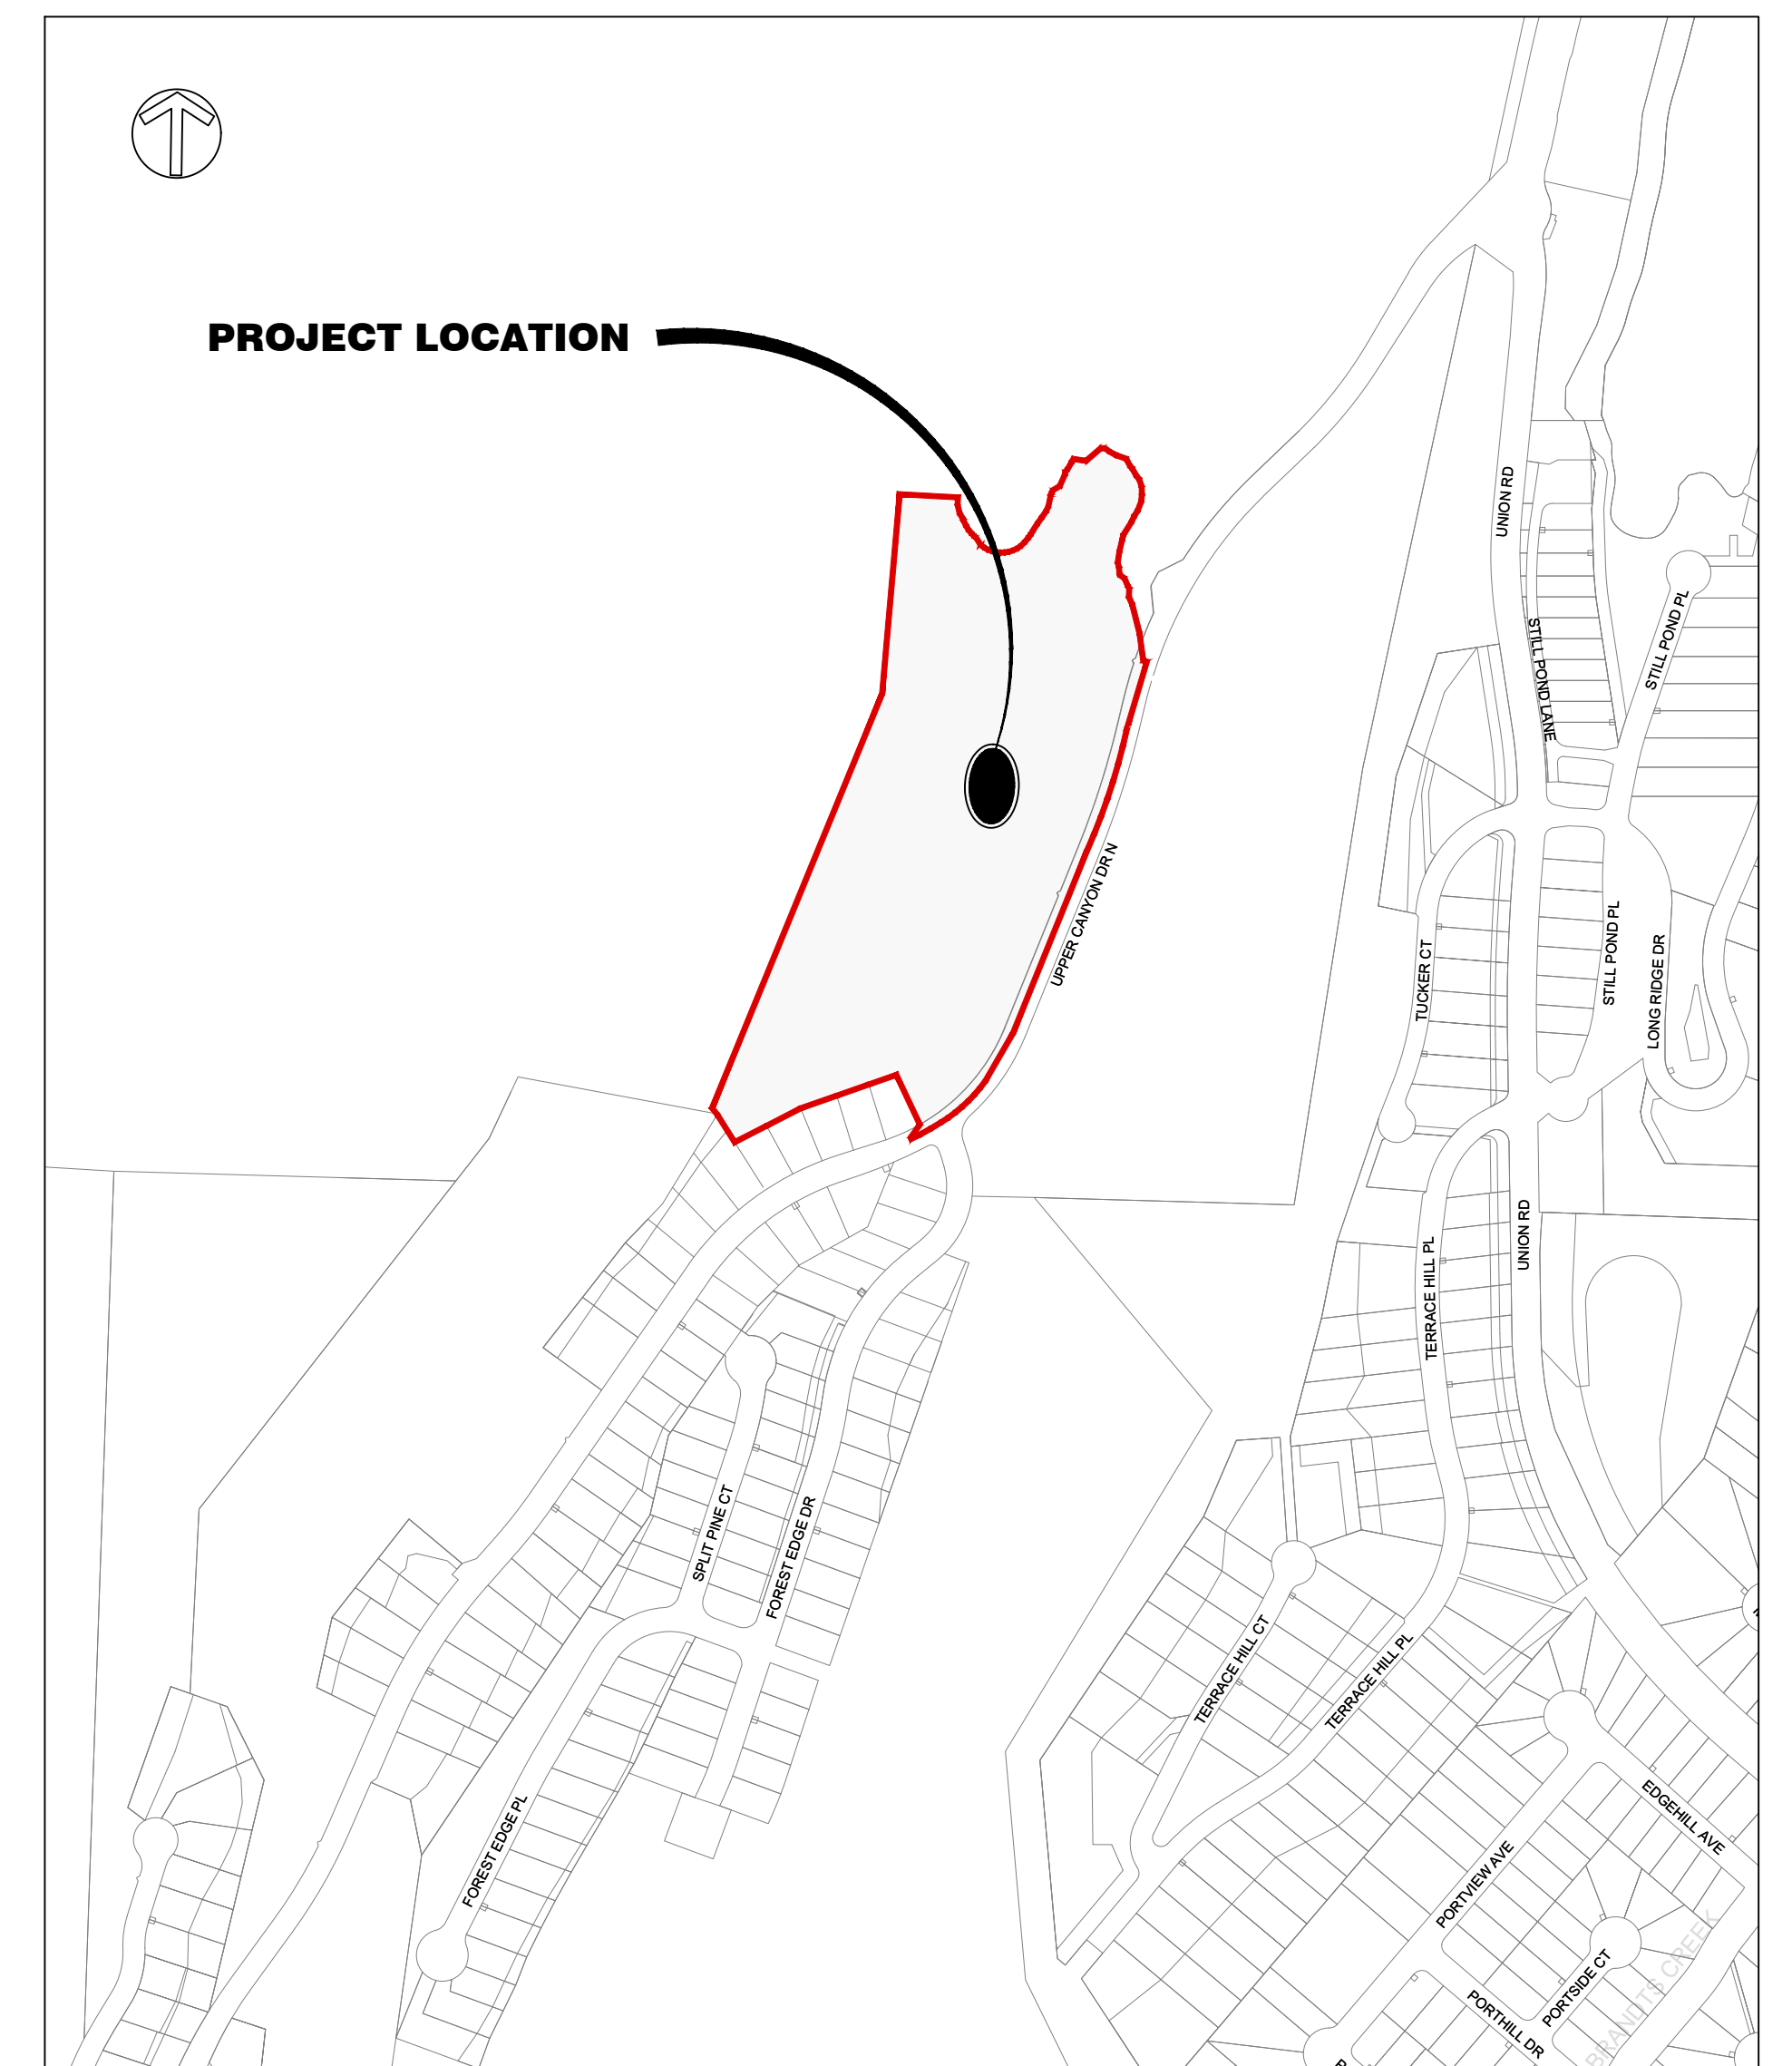 PROJECT LOCATION
UNION RD
STILL POND LANE
STILL POND PL
UPPER CANYON DR N
TUCKER CT
STILL POND PL
LONG RIDGE DR
TERRACE HILL PL
UNION RD
SPLIT PINE CT
FOREST EDGE DR
TERRACE HILL CT
TERRACE HILL PL
FOREST EDGE PL
EDGEHILL AVE
PORTVIEW AVE
PORTSIDE CT
PORTHILL DR
BRANDTS CREEK